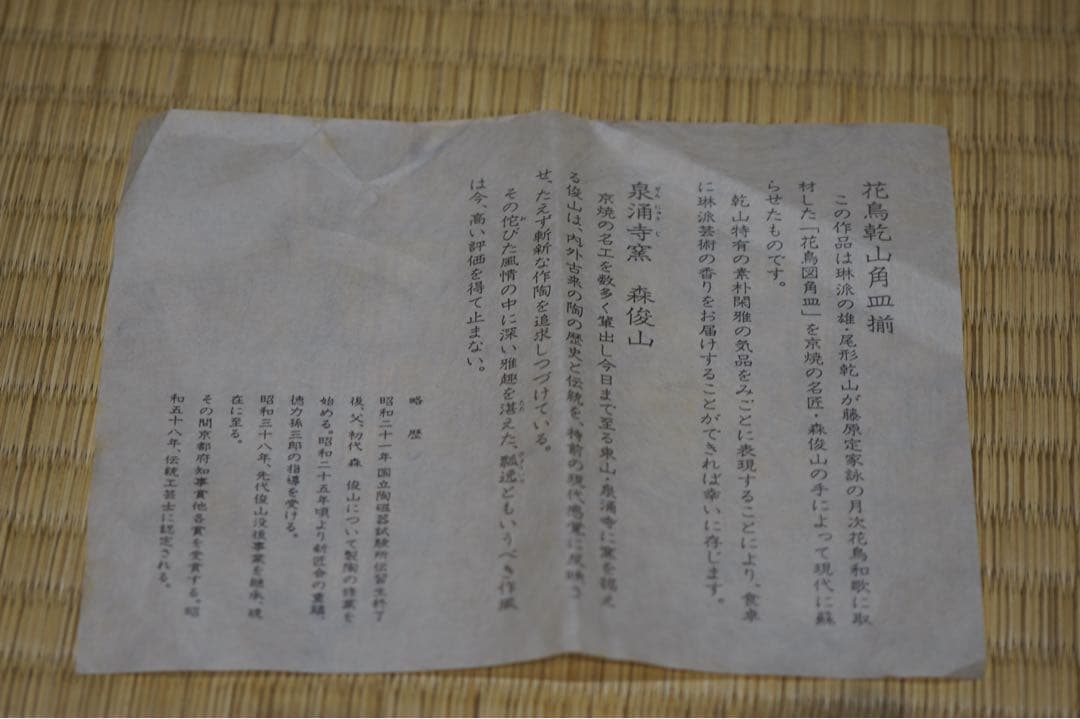 花鳥乾山角皿揃
この作品は琳派の雄・尾形乾山が藤原定家詠の月次花鳥和歌に取
材した「花鳥図角皿」を京焼の名匠・森俊山の手によって現代に蘇
らせたものです。
乾山特有の素朴閑雅の気品をみごとに表現することにより、食卓
に琳派芸術の香りをお届けすることができれば幸いに存じます。
泉涌寺窯 森俊山
京焼の名工を数多く輩出し今日まで至る東山・泉涌寺に窯を構え
る俊山は、内外古来の陶の歴史と伝統を、持前の現代感覚に反映さ
せ、たえず斬新な作陶を追求しつづけている。
その侘びた風情の中に深い雅趣を湛えた、瓢逸ともいうべき作風
は今、高い評価を得て止まない。
略歴
昭和二十一年 国立陶磁器試験所伝習生終了
後、父、初代 森 俊山について製陶の修業を
始める。昭和二十五年頃より新匠会の重鎮、
徳力孫三郎の指導を受ける。
昭和三十八年、先代俊山没後事業を継承、現
在に至る。
その間京都府知事賞他各賞を受賞する。昭
和五十八年、伝統工芸士に認定される。